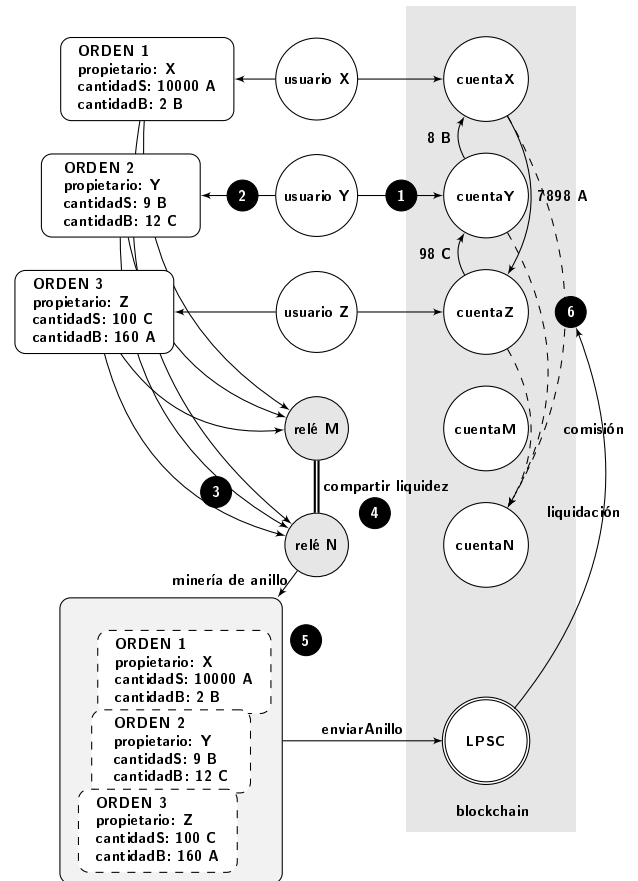 ORDEN 1
propietario: X
cantidadS: 10000 A
cantidadB: 2 B
usuario X
cuentaX
8 B
ORDEN 2
propietario: Y
cantidadS: 9 B
cantidadB: 12 C
2
usuario Y
1
cuentaY
7898 A
98 C
ORDEN 3
propietario: Z
cantidadS: 100 C
cantidadB: 160 A
usuario Z
cuentaZ
6
relé M
cuentaM
comisión
3
compartir liquidez
4
liquidación
relé N
cuentaN
minería de anillo
5
ORDEN 1
propietario: X
cantidadS: 10000 A
cantidadB: 2 B
ORDEN 2
propietario: Y
cantidadS: 9 B
cantidadB: 12 C
enviarAnillo
LPSC
ORDEN 3
propietario: Z
cantidadS: 100 C
cantidadB: 160 A
blockchain